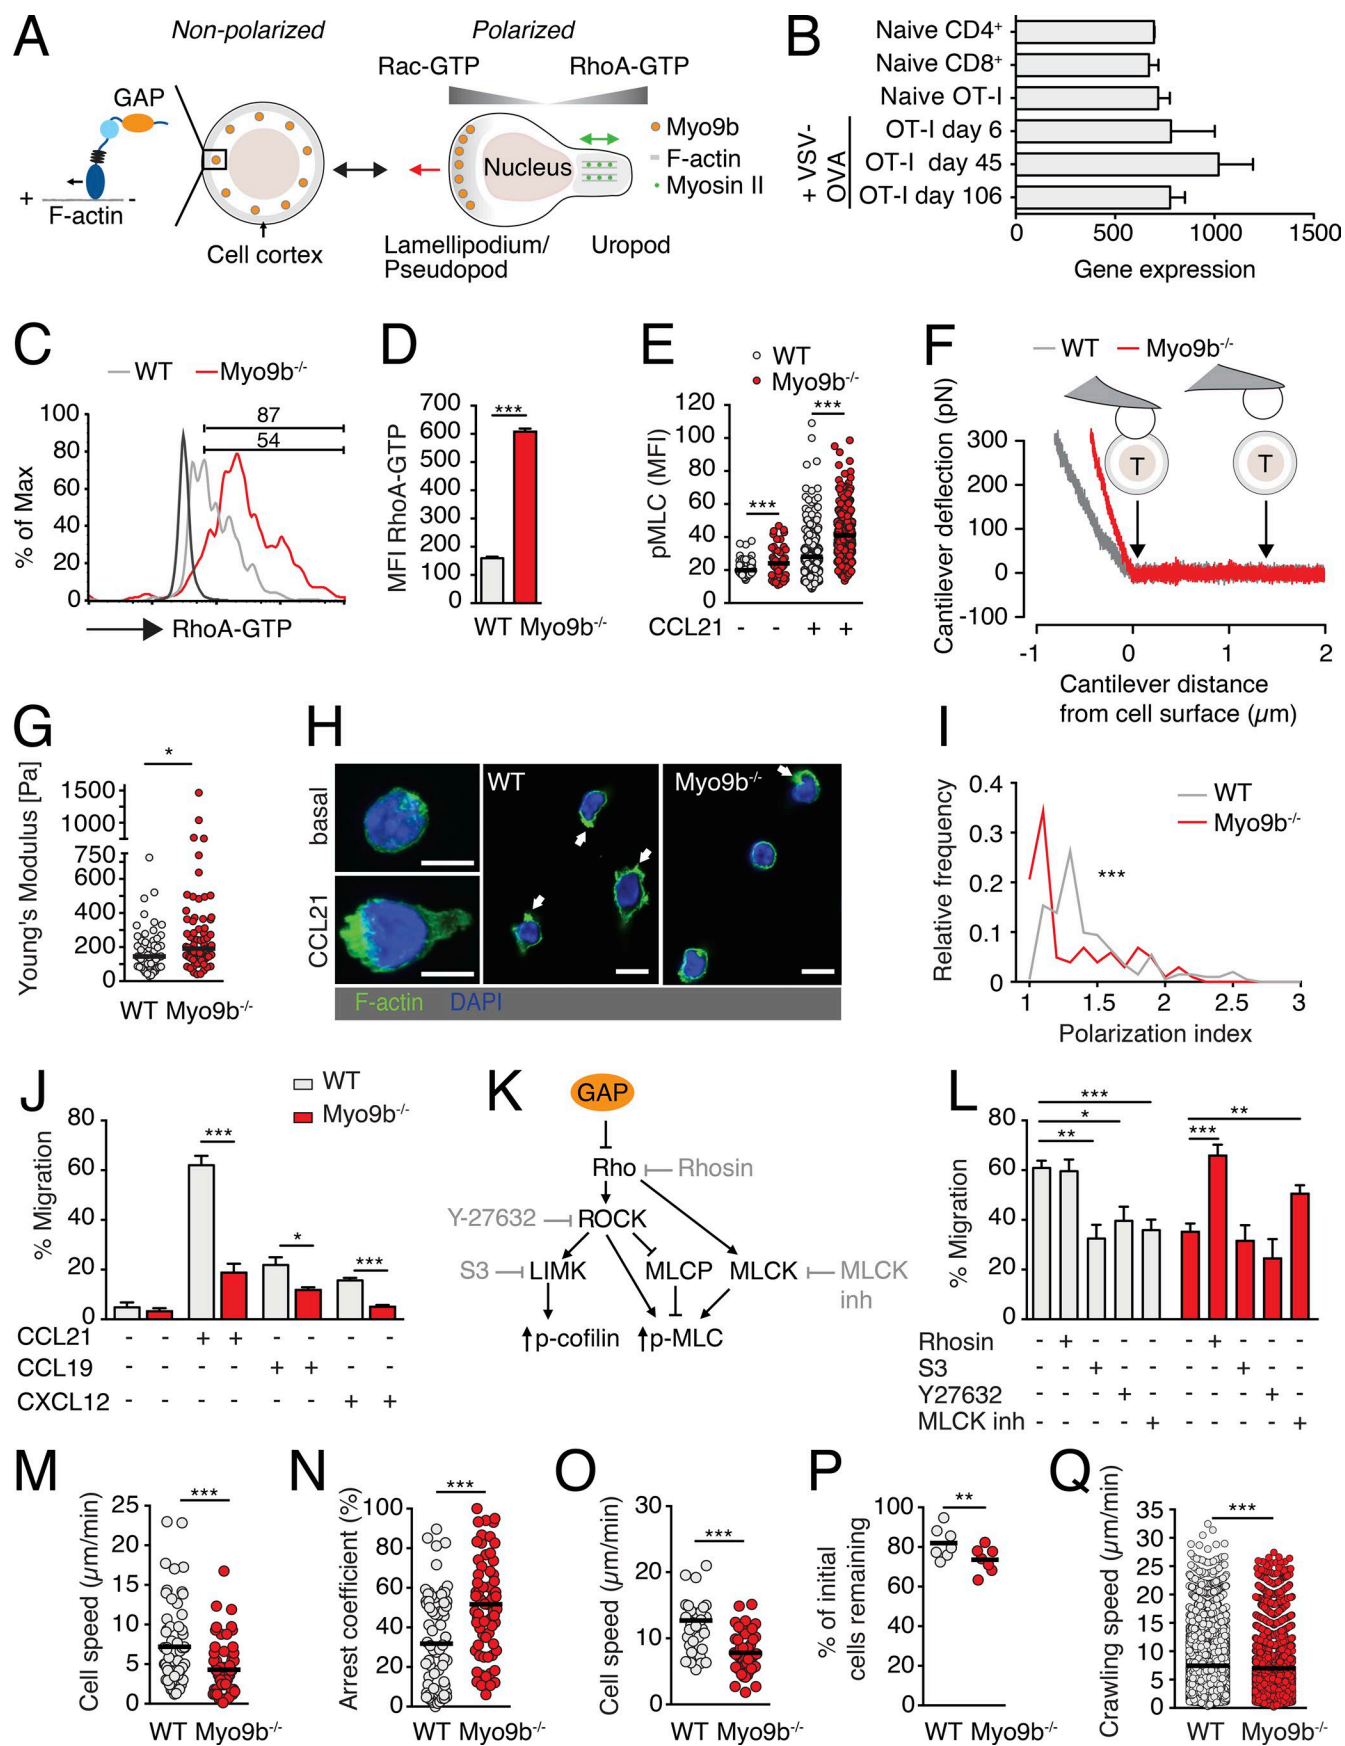 A
Non-polarized
Polarized
Rac-GTP
RhoA-GTP
GAP
+
-
F-actin
Cell cortex
Nucleus
Myo9b
F-actin
Myosin II
Lamellipodium/
Pseudopod
Uropod
B
Naive CD4+
Naive CD8+
Naive OT-I
+ VSV-
OVA
OT-I day 6
OT-I day 45
OT-I day 106
0 500 1000 1500
Gene expression
C
WT
Myo9b-/-
87
54
% of Max
100
80
60
40
20
0
RhoA-GTP
D
MFI RhoA-GTP
700
600
500
400
300
200
100
0
***
WT Myo9b-/-
E
WT
Myo9b-/-
pMLC (MFI)
120
100
80
60
40
20
0
***
***
CCL21 - - + +
F
WT
Myo9b-/-
Cantilever deflection (pN)
300
200
100
0
-100
T
T
-1 0 1 2
Cantilever distance
from cell surface (µm)
G
Young's Modulus [Pa]
1500
1000
750
600
400
200
0
*
WT Myo9b-/-
H
basal
CCL21
WT
Myo9b-/-
F-actin DAPI
I
Relative frequency
0.4
0.3
0.2
0.1
0
WT
Myo9b-/-
***
1 1.5 2 2.5 3
Polarization index
J
WT
Myo9b-/-
% Migration
80
60
40
20
0
***
*
***
CCL21 - - + + - - - -
CCL19 - - - - + + - -
CXCL12 - - - - - - + +
K
GAP
Rho
Rhosin
Y-27632
ROCK
S3
LIMK
MLCP
MLCK
MLCK
inh
p-cofilin
p-MLC
L
% Migration
80
60
40
20
0
***
*
**
**
***
Rhosin - + - - - - + - - -
S3 - - + - - - - + - -
Y27632 - - - + - - - - + -
MLCK inh - - - - + - - - - +
M
Cell speed (µm/min)
25
20
15
10
5
0
***
WT Myo9b-/-
N
Arrest coefficient (%)
100
80
60
40
20
0
***
WT Myo9b-/-
O
Cell speed (µm/min)
30
20
10
0
***
WT Myo9b-/-
P
% of initial
cells remaining
100
80
60
40
20
0
**
WT Myo9b-/-
Q
Crawling speed (µm/min)
35
30
25
20
15
10
5
0
***
WT Myo9b-/-